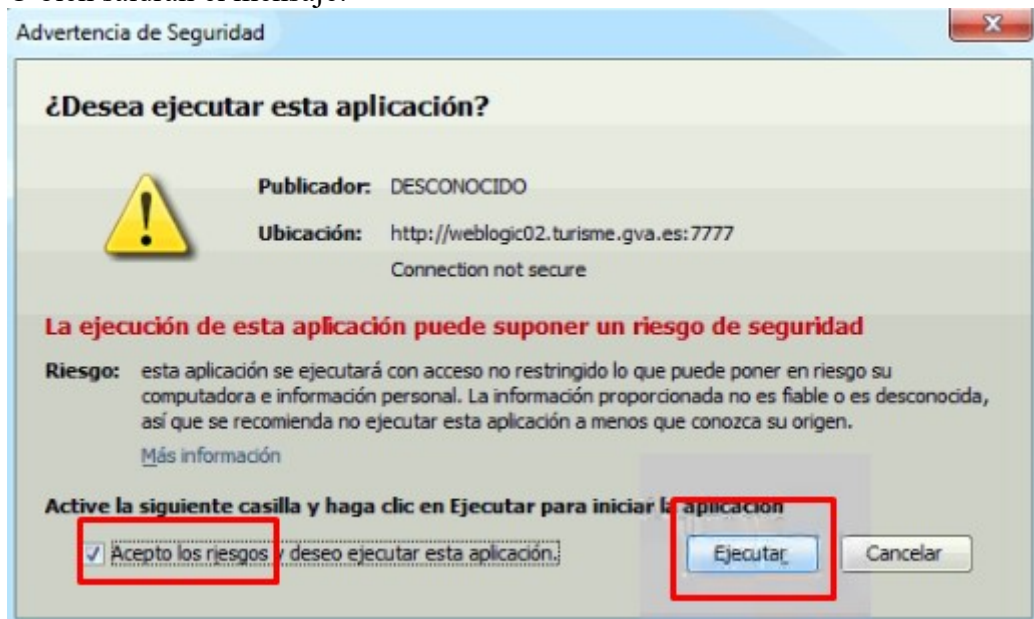 saldrán el mensaje:
Advertencia de Seguridad
¿Desea ejecutar esta aplicación?
Publicador: DESCONOCIDO
Ubicación: http://weblogic02.turisme.gva.es:7777
Connection not secure
La ejecución de esta aplicación puede suponer un riesgo de seguridad
Riesgo: esta aplicación se ejecutará con acceso no restringido lo que puede poner en riesgo su
computadora e información personal. La información proporcionada no es fiable o es desconocida,
así que se recomienda no ejecutar esta aplicación a menos que conozca su origen.
Más información
Active la siguiente casilla y haga clic en Ejecutar para iniciar la aplicación
Acepto los riesgos y deseo ejecutar esta aplicación.
Ejecutar
Cancelar